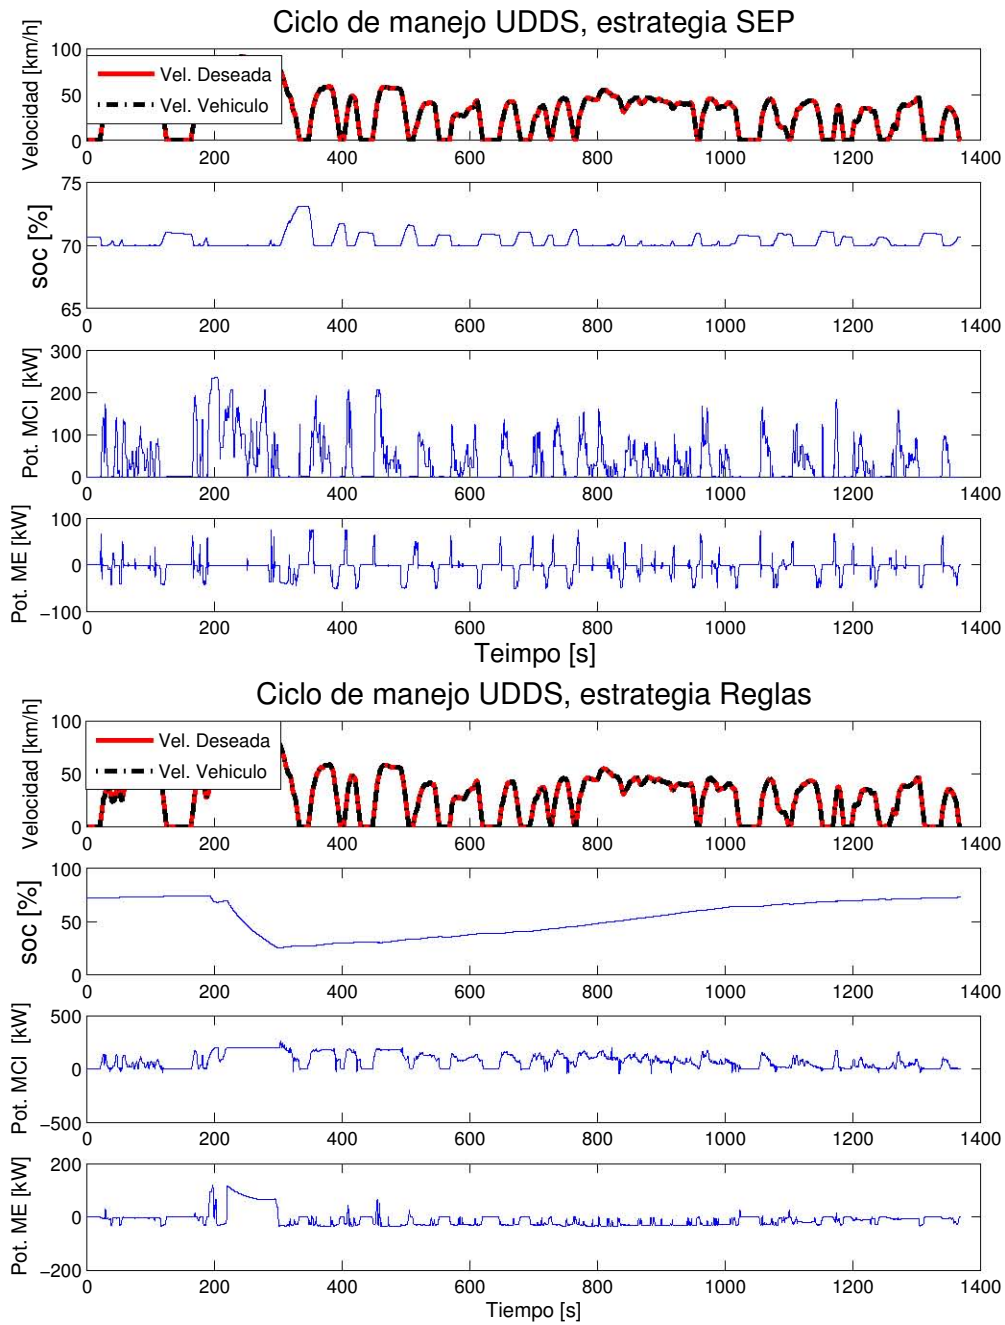 Ciclo de manejo UDDS, estrategia SEP
Velocidad [km/h]
100
50
0
Vel. Deseada
Vel. Vehiculo
0 200 400 600 800 1000 1200 1400
soc [%]
75
70
65
0 200 400 600 800 1000 1200 1400
Pot. MCI [kW]
300
200
100
0
0 200 400 600 800 1000 1200 1400
Pot. ME [kW]
100
0
−100
0 200 400 600 800 1000 1200 1400
Teimpo [s]
Ciclo de manejo UDDS, estrategia Reglas
Velocidad [km/h]
100
50
0
Vel. Deseada
Vel. Vehiculo
0 200 400 600 800 1000 1200 1400
soc [%]
100
50
0
0 200 400 600 800 1000 1200 1400
Pot. MCI [kW]
500
0
−500
0 200 400 600 800 1000 1200 1400
Pot. ME [kW]
200
0
−200
0 200 400 600 800 1000 1200 1400
Tiempo [s]